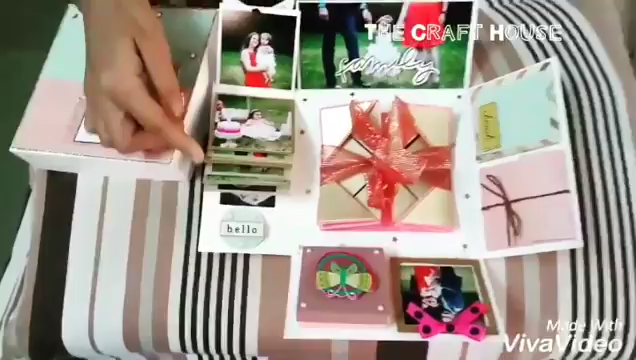 THE CRAFT HOUSE
family
hello
Made With
VivaVideo